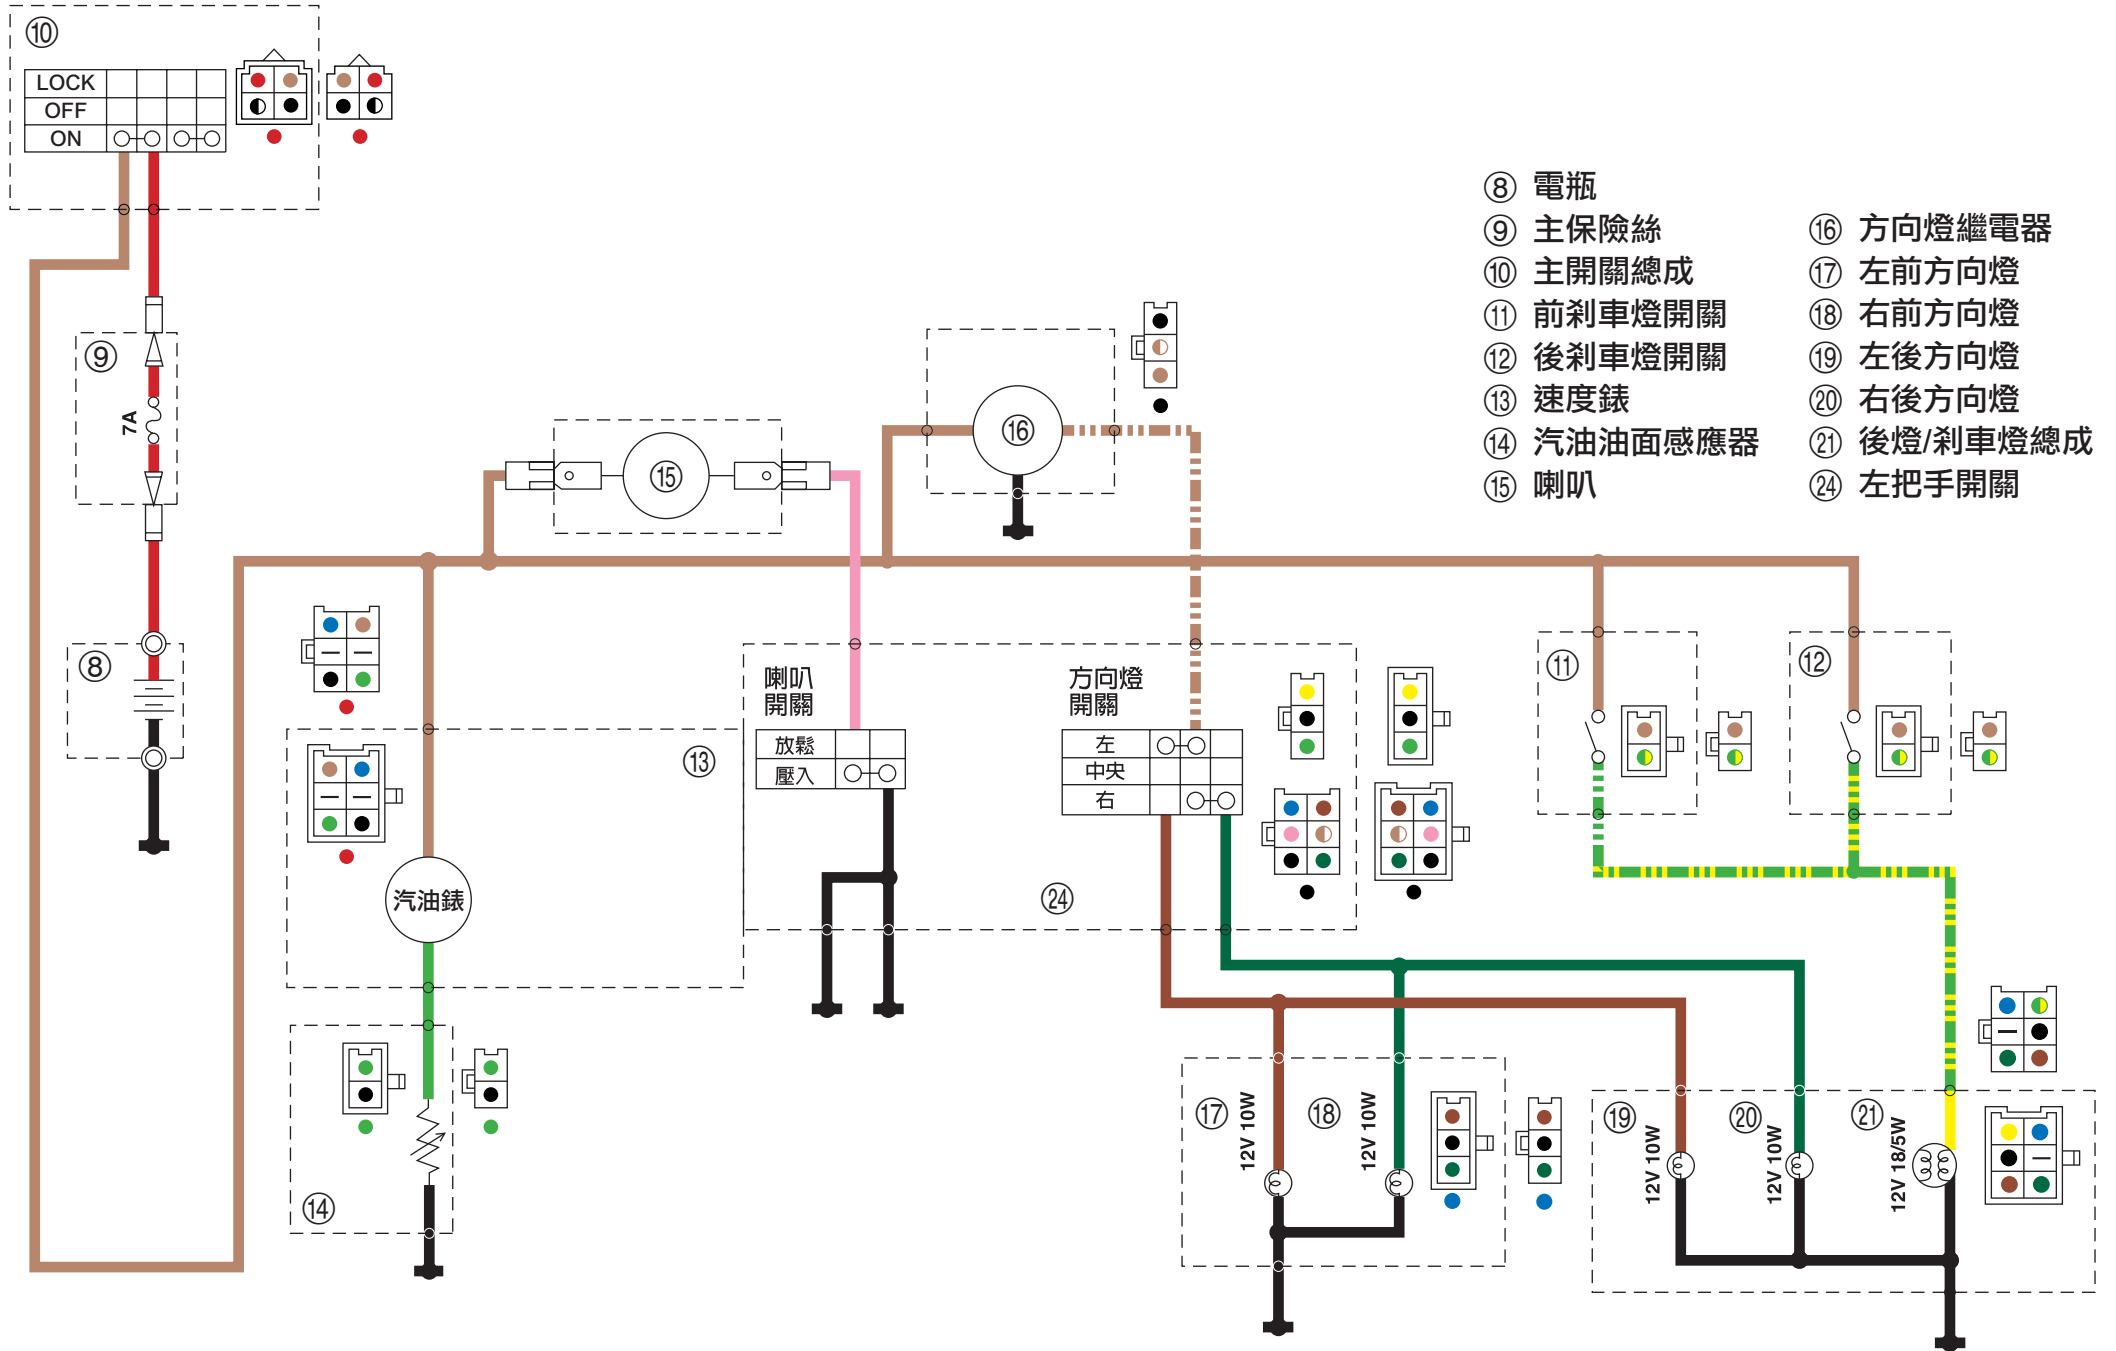 ⑩
LOCK
OFF
ON
⑧ 電瓶
⑨ 主保險絲
⑩ 主開關總成
⑪ 前剎車燈開關
⑫ 後剎車燈開關
⑬ 速度錶
⑭ 汽油油面感應器
⑮ 喇叭
⑯ 方向燈繼電器
⑰ 左前方向燈
⑱ 右前方向燈
⑲ 左後方向燈
⑳ 右後方向燈
㉑ 後燈/剎車燈總成
㉔ 左把手開關
⑨
7A
⑮
⑯
⑧
⑬
喇叭
開關
放鬆
壓入
方向燈
開關
左
中央
右
⑪
⑫
汽油錶
㉔
⑭
⑰
12V 10W
⑱
12V 10W
⑲
12V 10W
⑳
12V 10W
㉑
12V 18/5W